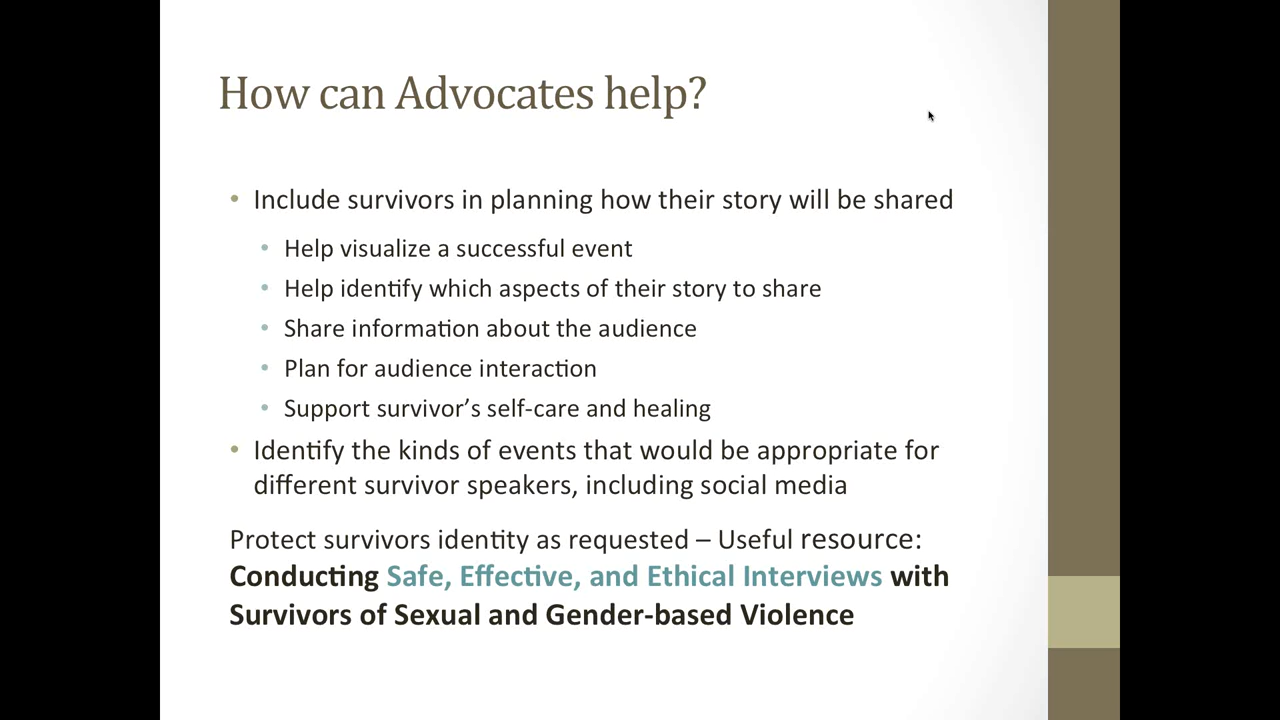 How can Advocates help?
• Include survivors in planning how their story will be shared
• Help visualize a successful event
• Help identify which aspects of their story to share
• Share information about the audience
• Plan for audience interaction
• Support survivor’s self-care and healing
• Identify the kinds of events that would be appropriate for
different survivor speakers, including social media
Protect survivors identity as requested – Useful resource:
Conducting Safe, Effective, and Ethical Interviews with
Survivors of Sexual and Gender-based Violence